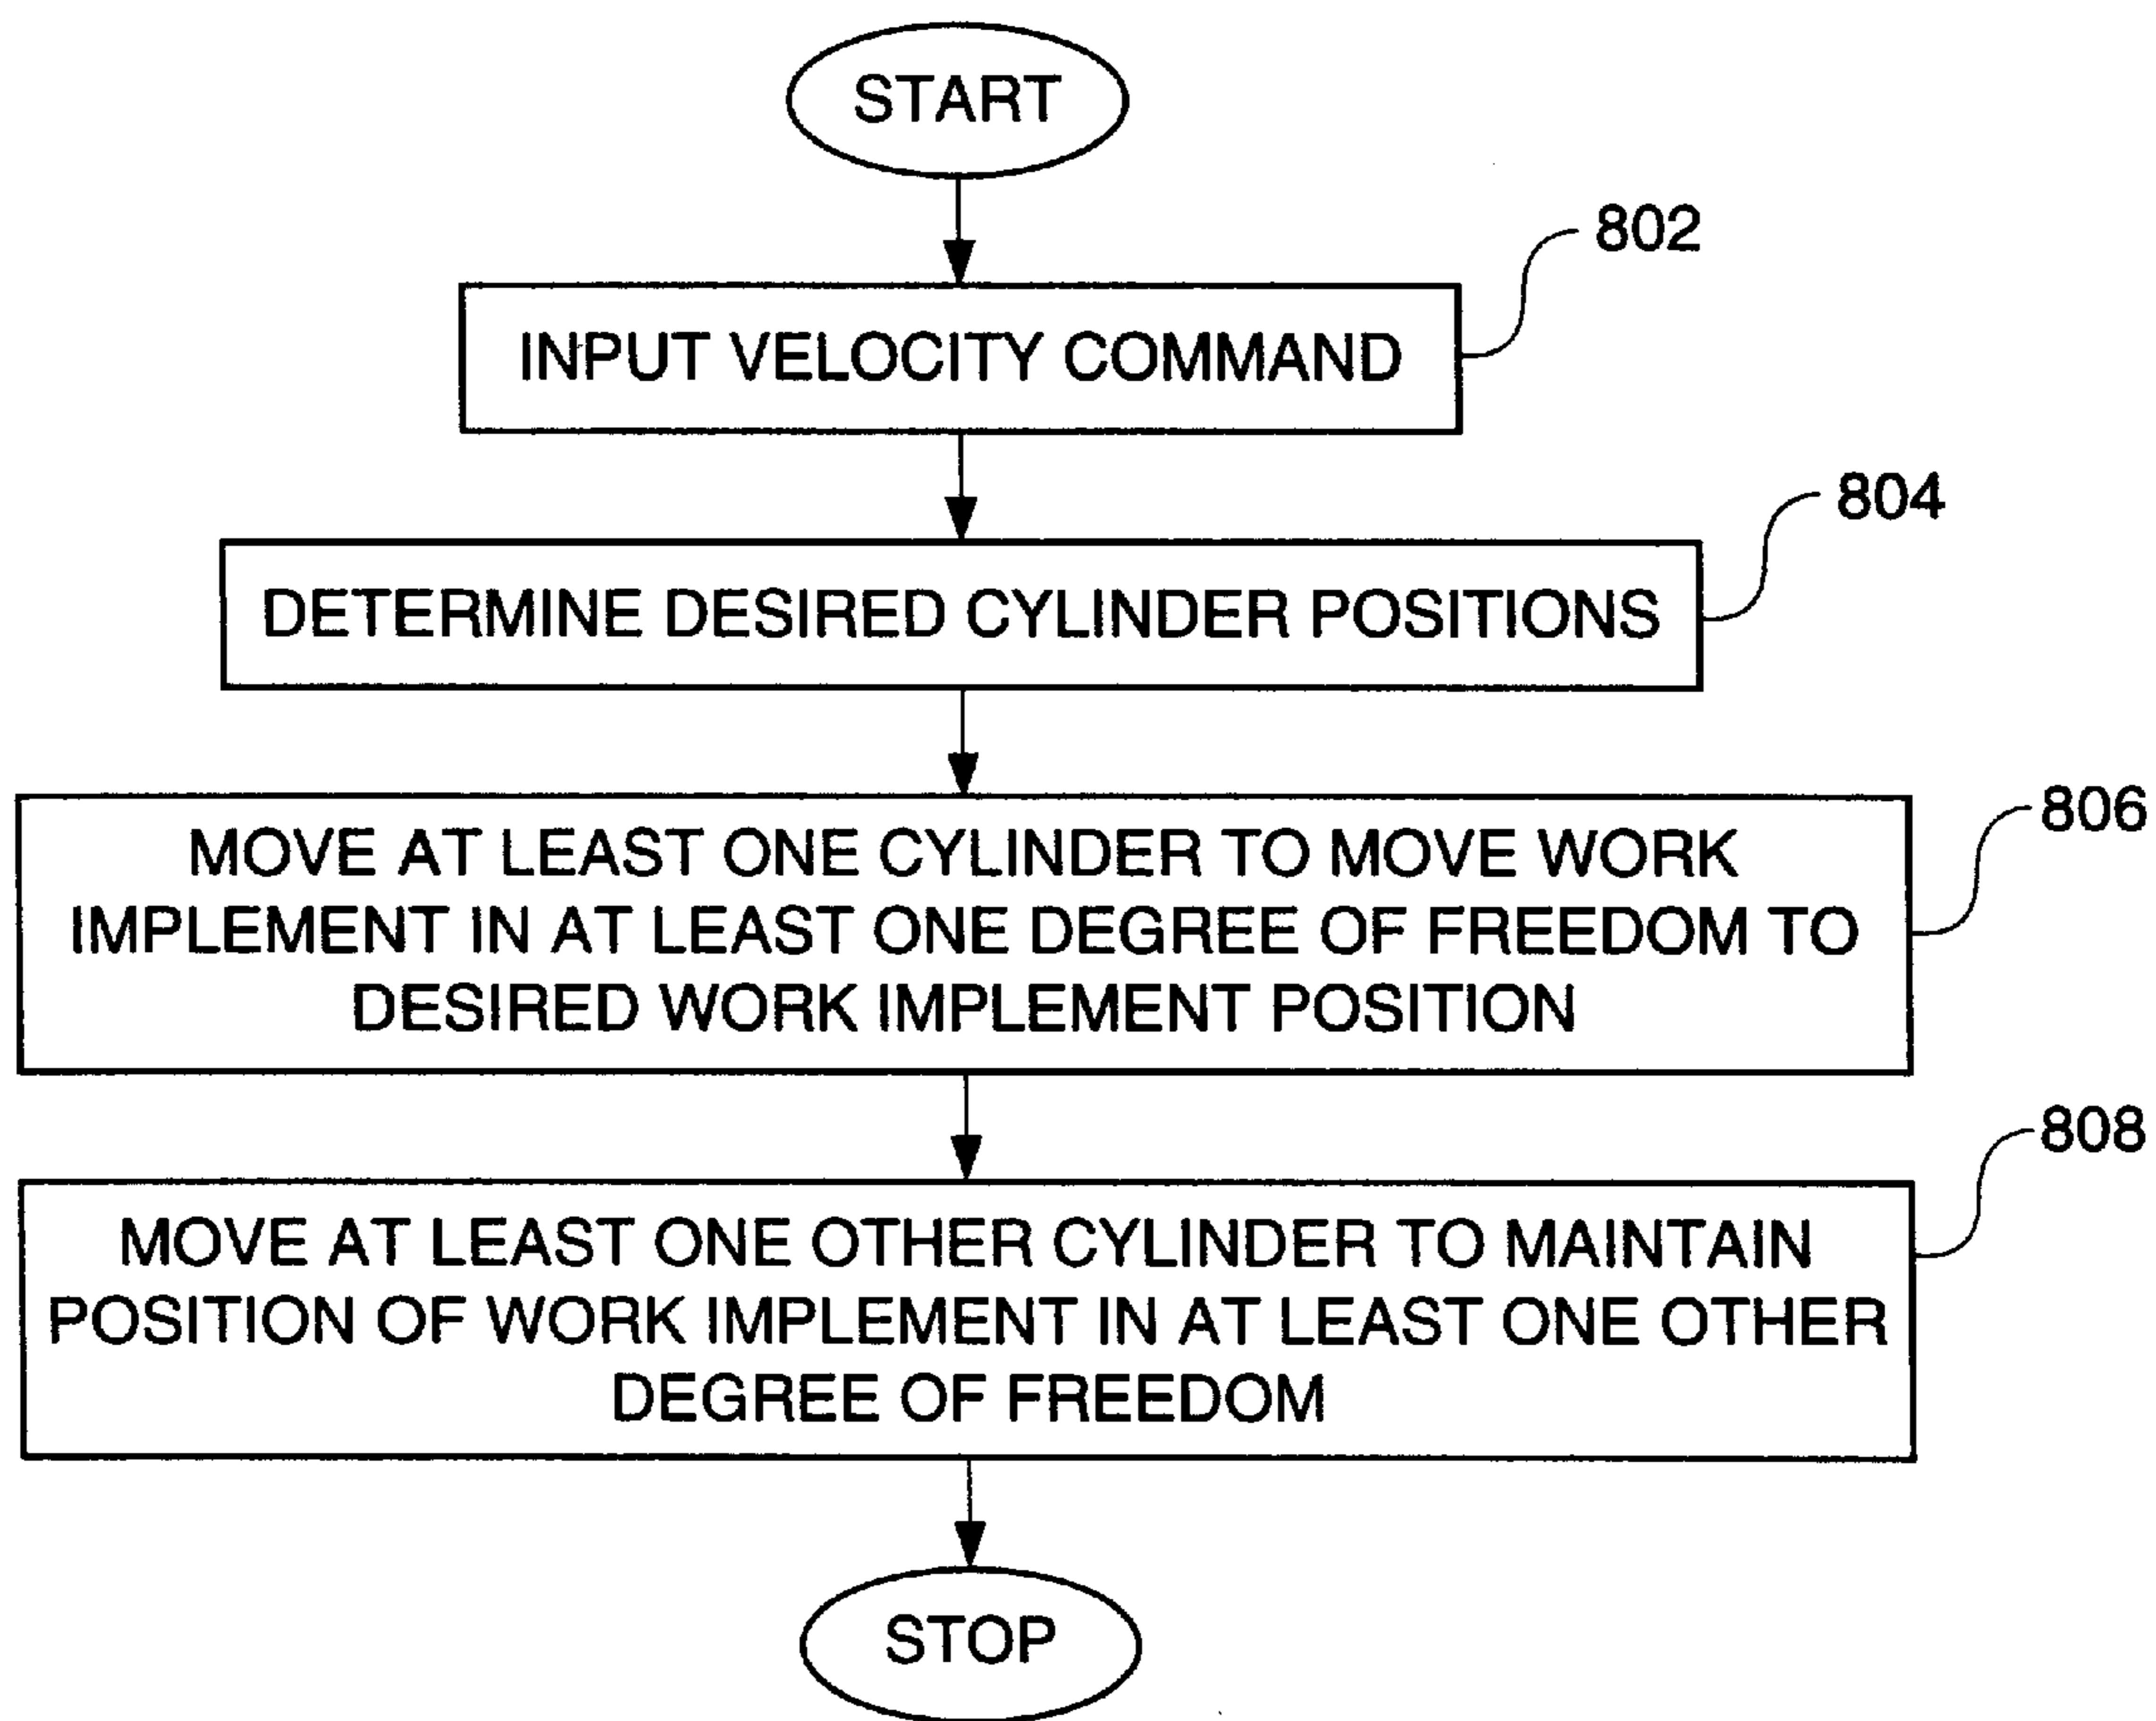 START
802
INPUT VELOCITY COMMAND
804
DETERMINE DESIRED CYLINDER POSITIONS
806
MOVE AT LEAST ONE CYLINDER TO MOVE WORK
IMPLEMENT IN AT LEAST ONE DEGREE OF FREEDOM TO
DESIRED WORK IMPLEMENT POSITION
808
MOVE AT LEAST ONE OTHER CYLINDER TO MAINTAIN
POSITION OF WORK IMPLEMENT IN AT LEAST ONE OTHER
DEGREE OF FREEDOM
STOP